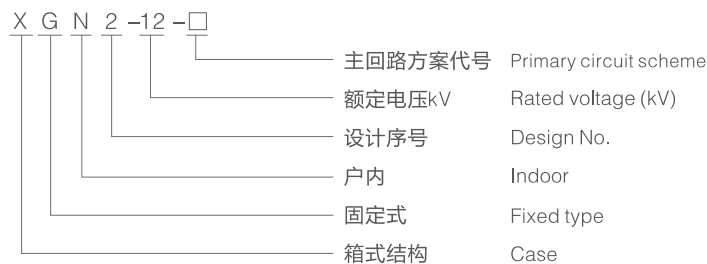 X G N 2 -12 -□
主回路方案代号 Primary circuit scheme
额定电压kV Rated voltage (kV)
设计序号 Design No.
户内 Indoor
固定式 Fixed type
箱式结构 Case